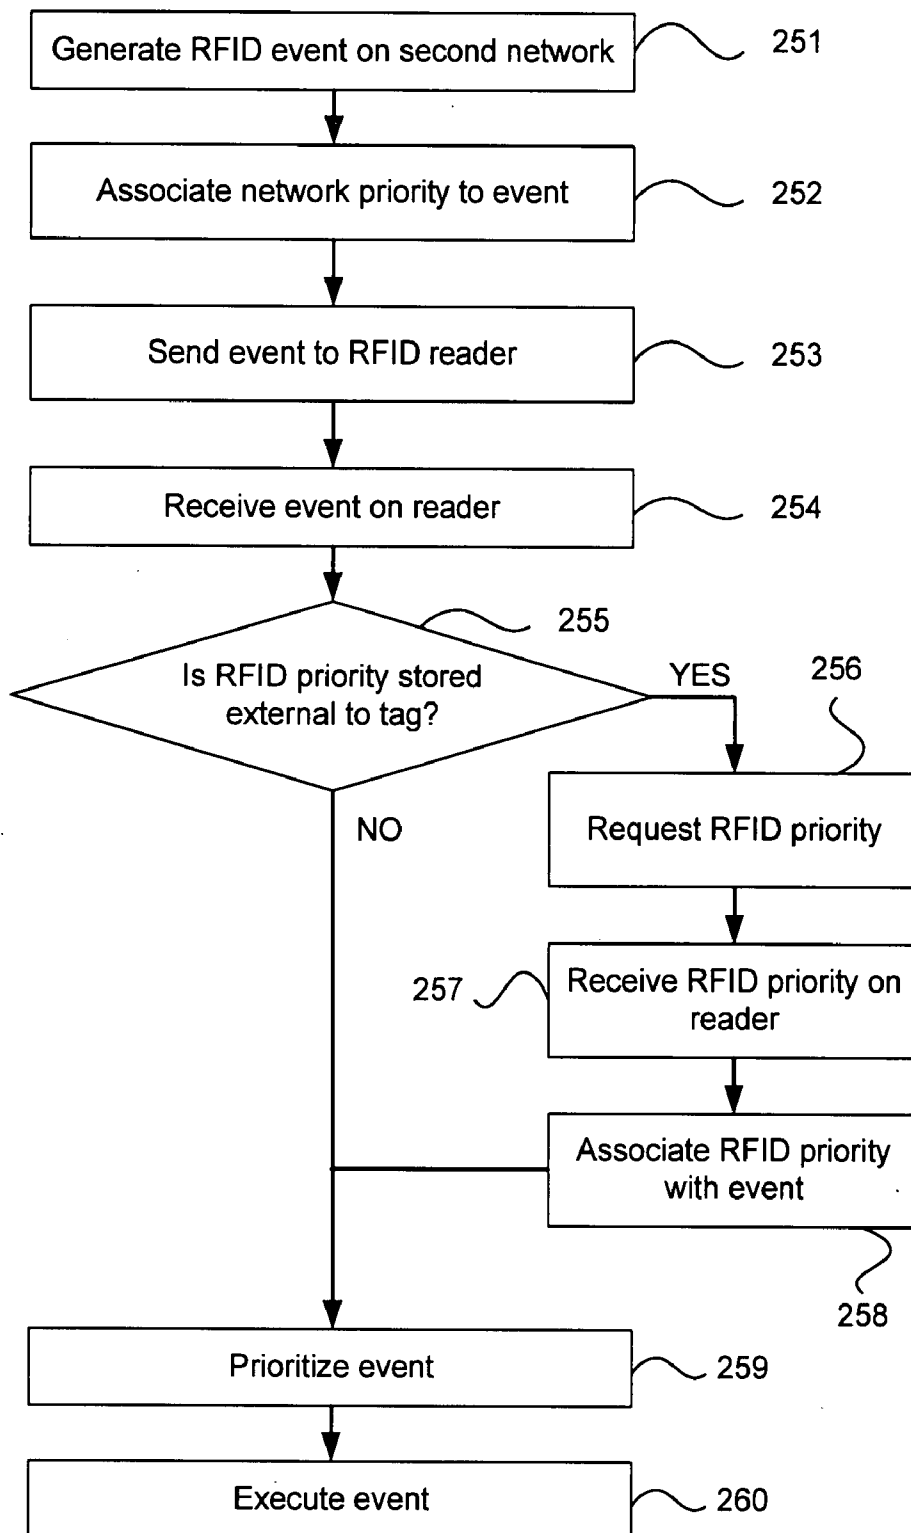 Generate RFID event on second network
251
Associate network priority to event
252
Send event to RFID reader
253
Receive event on reader
254
255
Is RFID priority stored
external to tag?
YES
256
NO
Request RFID priority
257
Receive RFID priority on
reader
Associate RFID priority
with event
258
Prioritize event
259
Execute event
260